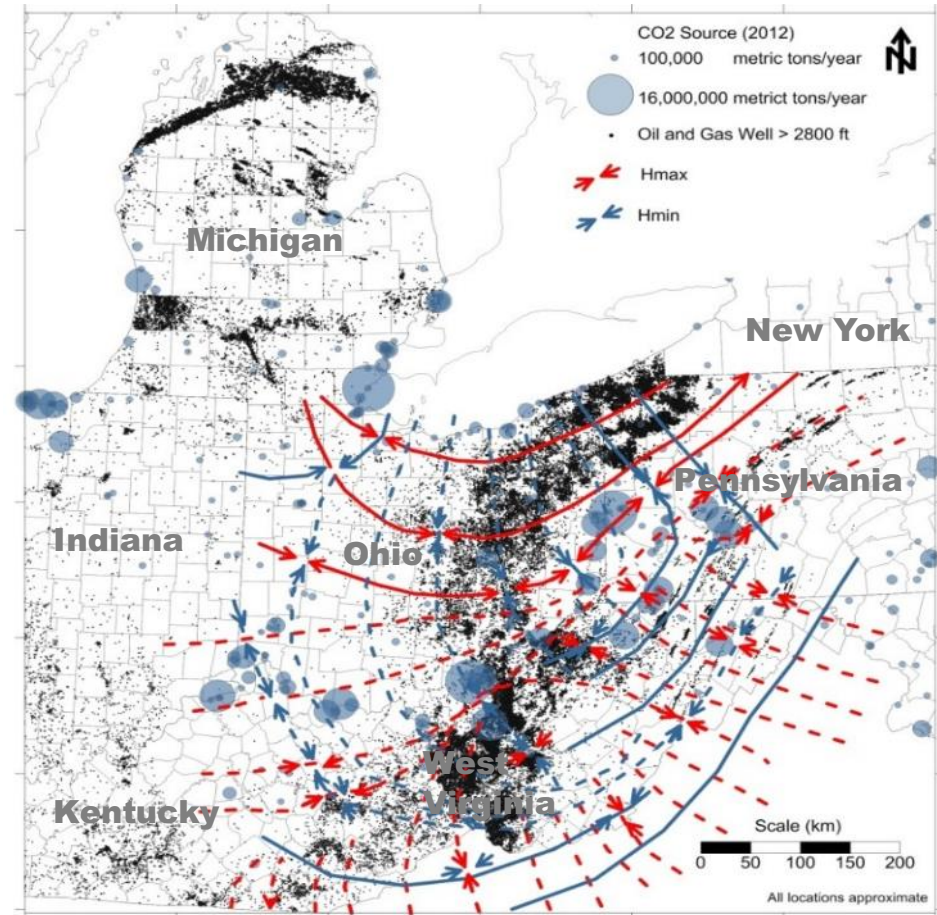 CO2 Source (2012)
100,000 metric tons/year
16,000,000 metrict tons/year
Oil and Gas Well > 2800 ft
Hmax
Hmin
N
Michigan
New York
Pennsylvania
Indiana
Ohio
West
Virginia
Kentucky
Scale (km)
0 50 100 150 200
All locations approximate